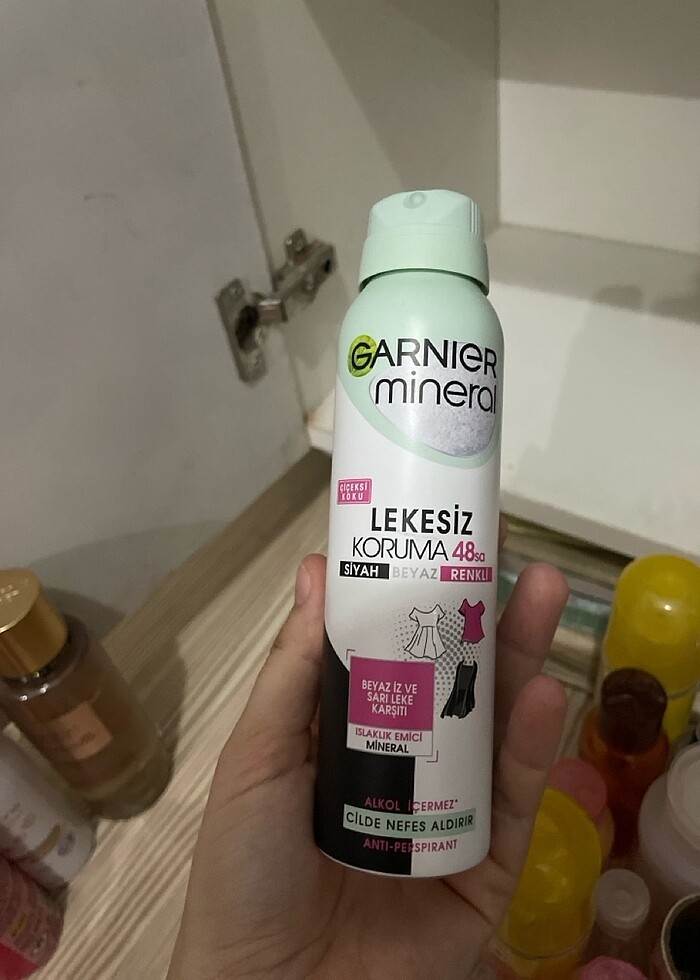 GARNIER
mineral
ÇİÇEKSİ
KOKU
LEKESİZ
KORUMA 48sa
SİYAH BEYAZ RENKLİ
BEYAZ İZ VE
SARI LEKE
KARŞITI
ISLAKLIK EMİCİ
MİNERAL
ALKOL İÇERMEZ*
CİLDE NEFES ALDIRIR
ANTI-PERSPIRANT